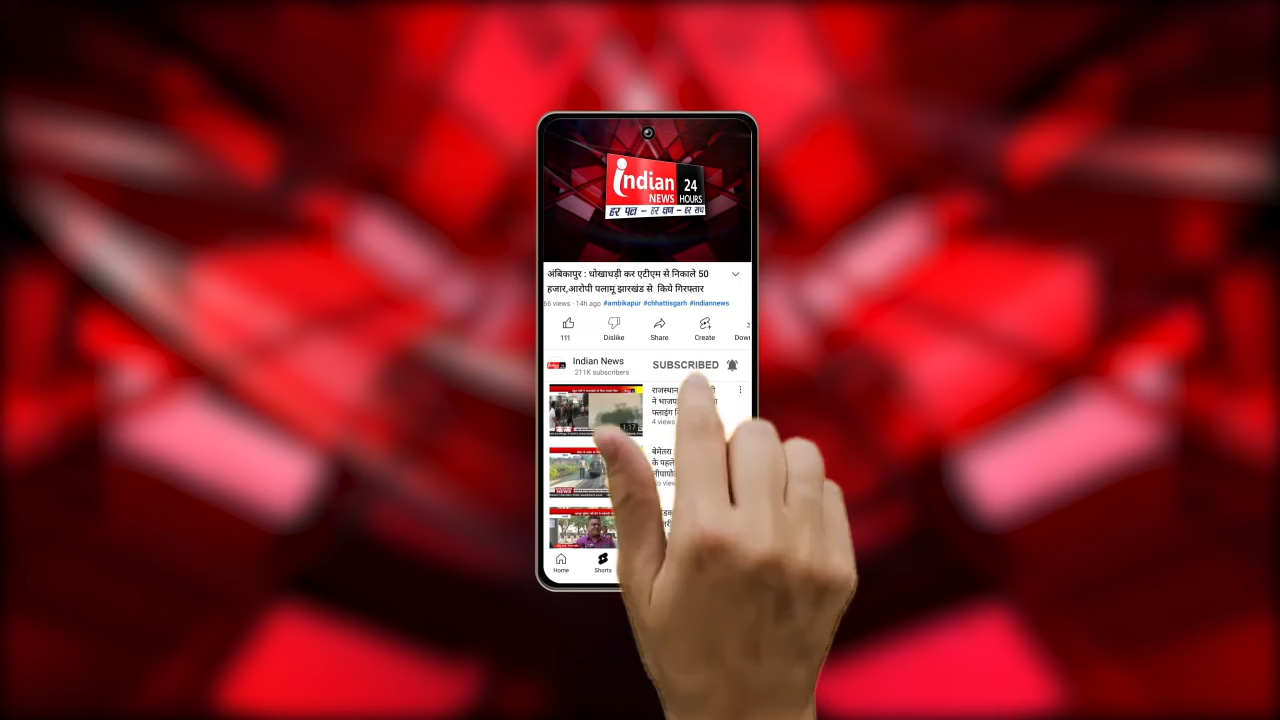 indian
NEWS
24
HOURS
हर पल - हर क्षण - हर सच
अंबिकापुर : धोखाधड़ी कर एटीएम से निकाले 50
हजार,आरोपी पलामू झारखंड से किये गिरफ्तार
66 views · 14h ago #ambikapur #chhattisgarh #indiannews
111
Dislike
Share
Create
Indian News
211K subscribers
SUBSCRIBED
राजस्थान
ने भाजपा
फ्लाइंग
4 views
1:17
बेमेतरा
के पहले
Home
Shorts